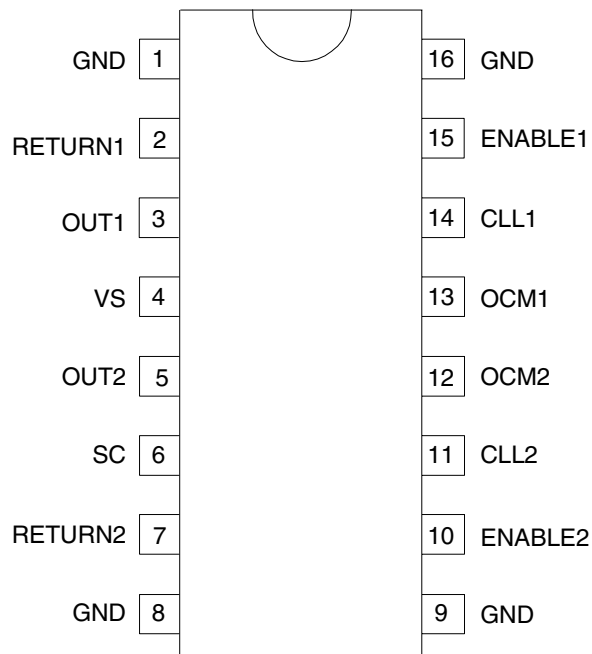 GND 1 16 GND
RETURN1 2 15 ENABLE1
OUT1 3 14 CLL1
VS 4 13 OCM1
OUT2 5 12 OCM2
SC 6 11 CLL2
RETURN2 7 10 ENABLE2
GND 8 9 GND